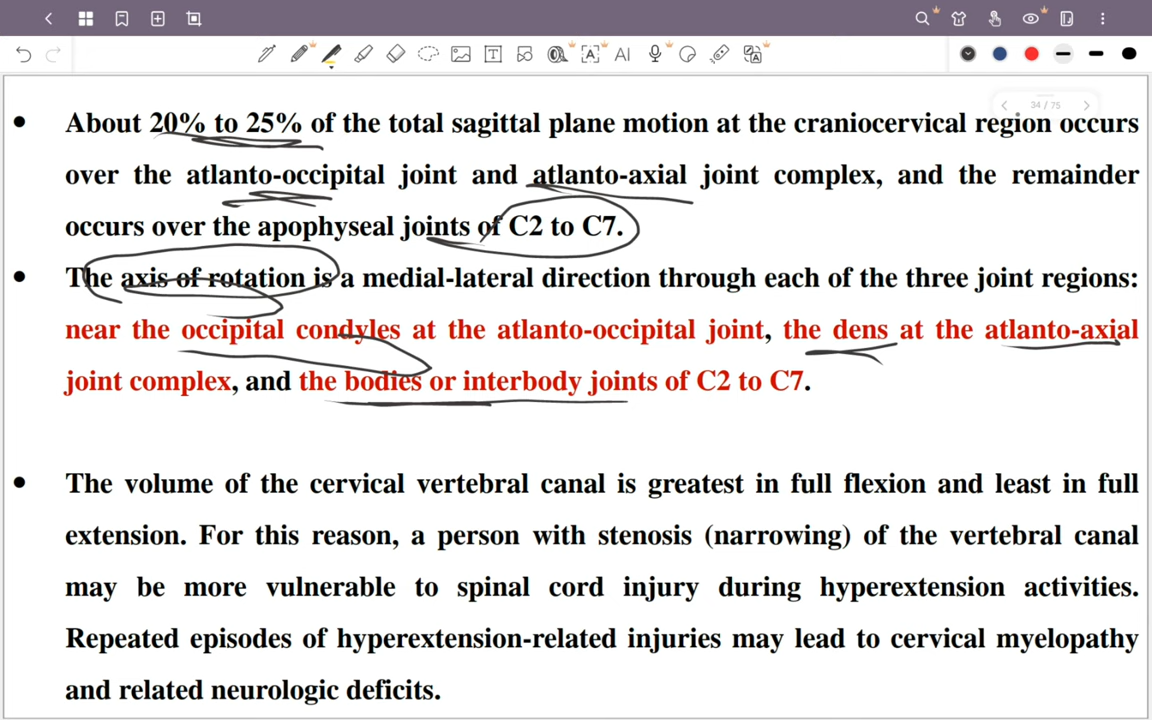 AI
34 / 75
• About 20% to 25% of the total sagittal plane motion at the craniocervical region occurs
over the atlanto-occipital joint and atlanto-axial joint complex, and the remainder
occurs over the apophyseal joints of C2 to C7.
• The axis of rotation is a medial-lateral direction through each of the three joint regions:
near the occipital condyles at the atlanto-occipital joint, the dens at the atlanto-axial
joint complex, and the bodies or interbody joints of C2 to C7.
• The volume of the cervical vertebral canal is greatest in full flexion and least in full
extension. For this reason, a person with stenosis (narrowing) of the vertebral canal
may be more vulnerable to spinal cord injury during hyperextension activities.
Repeated episodes of hyperextension-related injuries may lead to cervical myelopathy
and related neurologic deficits.